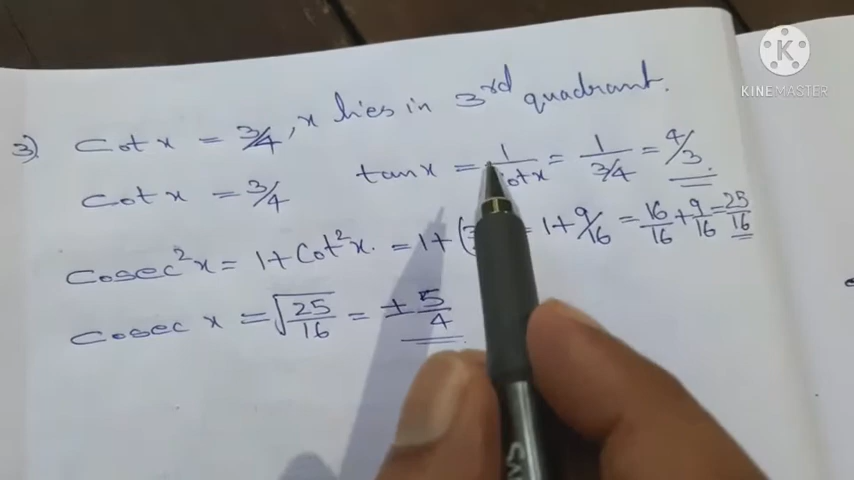 KINEMASTER
3) Cot x = 3/4, x lies in 3rd quadrant.
Cot x = 3/4 tan x = 1/cot x = 1/3/4 = 4/3
Cosec²x = 1 + Cot²x. = 1 + ( = 1 + 9/16 = 16/16 + 9/16 = 25/16
Cosec x = √25/16 = ± 5/4